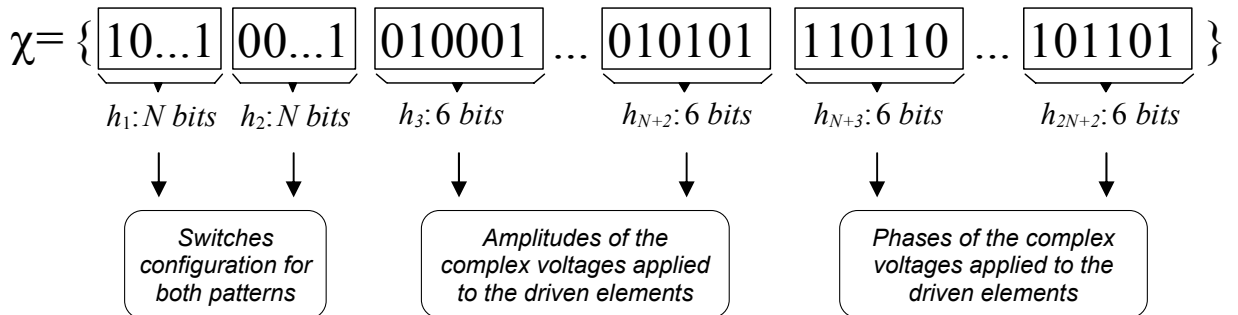 χ= { 10...1 00...1 010001 ... 010101 110110 ... 101101 }
h1: N bits h2: N bits h3: 6 bits hN+2: 6 bits hN+3: 6 bits h2N+2: 6 bits
Switches
configuration for
both patterns
Amplitudes of the
complex voltages applied
to the driven elements
Phases of the complex
voltages applied to the
driven elements